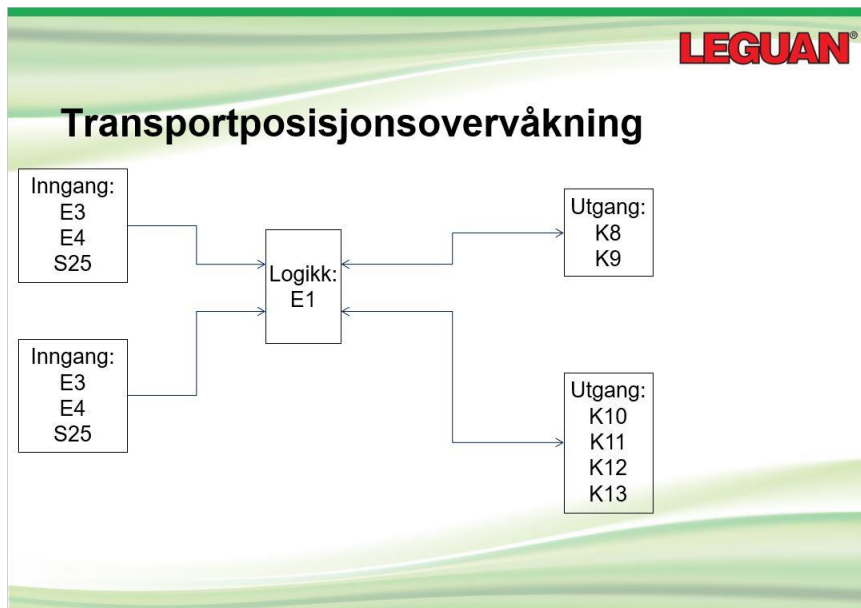 LEGUAN®
Transportposisjonsovervåkning
Inngang:
E3
E4
S25
Logikk:
E1
Utgang:
K8
K9
Inngang:
E3
E4
S25
Utgang:
K10
K11
K12
K13